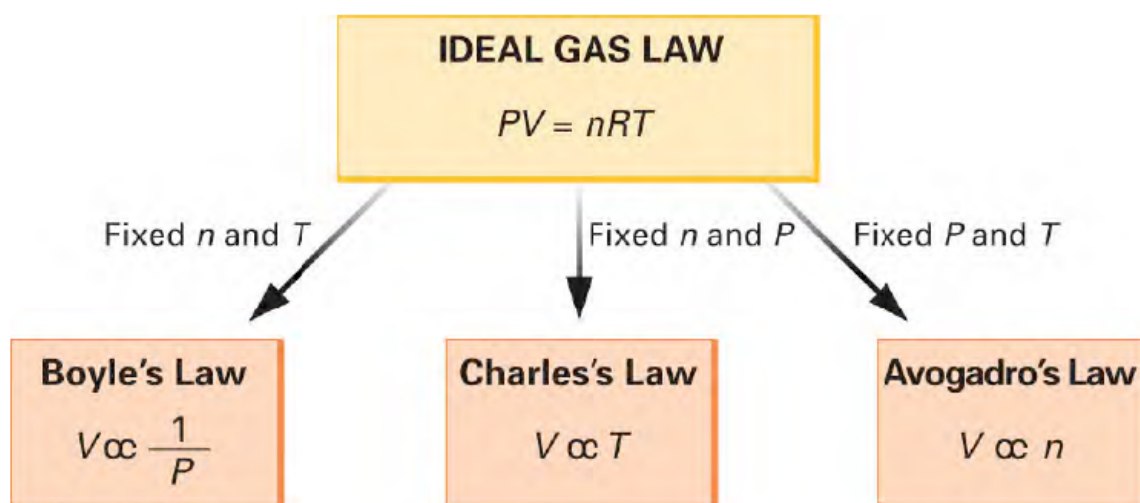 IDEAL GAS LAW
PV = nRT
Fixed n and T
Fixed n and P
Fixed P and T
Boyle's Law
V ∝ 1/P
Charles's Law
V ∝ T
Avogadro's Law
V ∝ n